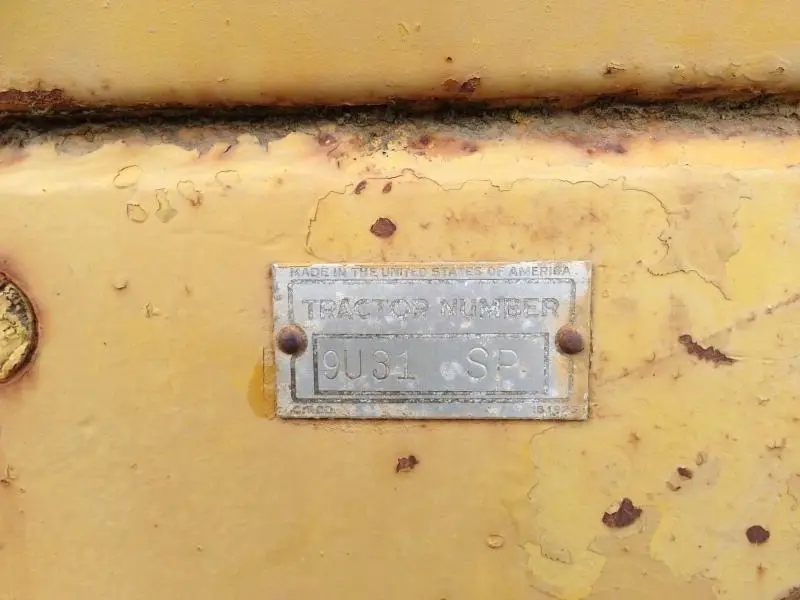 MADE IN THE UNITED STATES OF AMERICA
TRACTOR NUMBER
9U31 SP